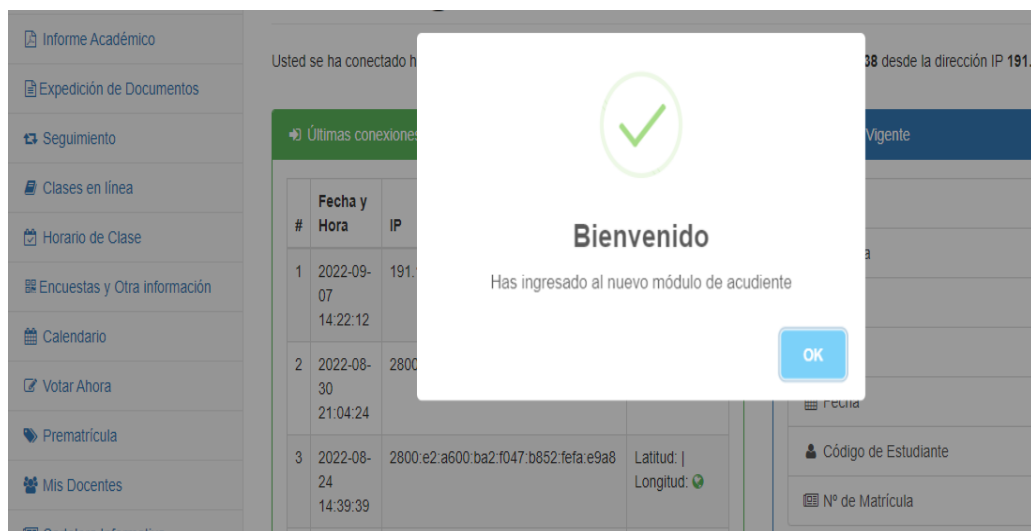 Informe Académico
Expedición de Documentos
Seguimiento
Clases en línea
Horario de Clase
Encuestas y Otra información
Calendario
Votar Ahora
Prematrícula
Mis Docentes
Usted se ha conectado h
38 desde la dirección IP 191.
Últimas conexiones
Vigente
# Fecha y Hora IP
1 2022-09-07 14:22:12 191.
2 2022-08-30 21:04:24 2800
3 2022-08-24 14:39:39 2800:e2:a600:ba2:f047:b852:fefa:e9a8 Latitud: | Longitud:
Bienvenido
Has ingresado al nuevo módulo de acudiente
OK
a
Fecha
Código de Estudiante
Nº de Matrícula